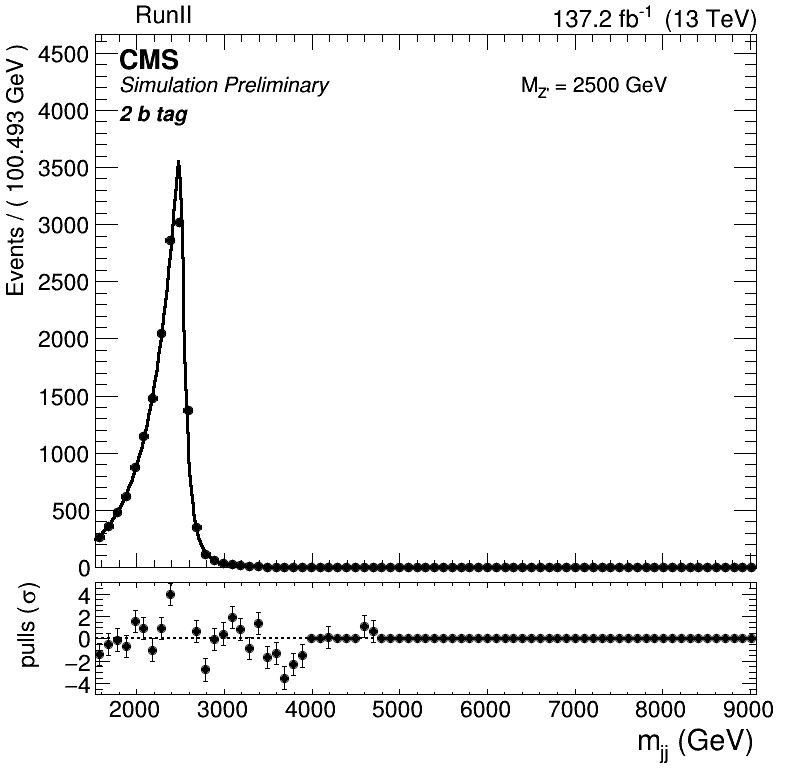 RunII
137.2 fb⁻¹ (13 TeV)
CMS
Simulation Preliminary
M_Z' = 2500 GeV
2 b tag
Events / ( 100.493 GeV )
4500
4000
3500
3000
2500
2000
1500
1000
500
0
pulls (σ)
4
2
0
−2
−4
2000 3000 4000 5000 6000 7000 8000 9000
m_jj (GeV)